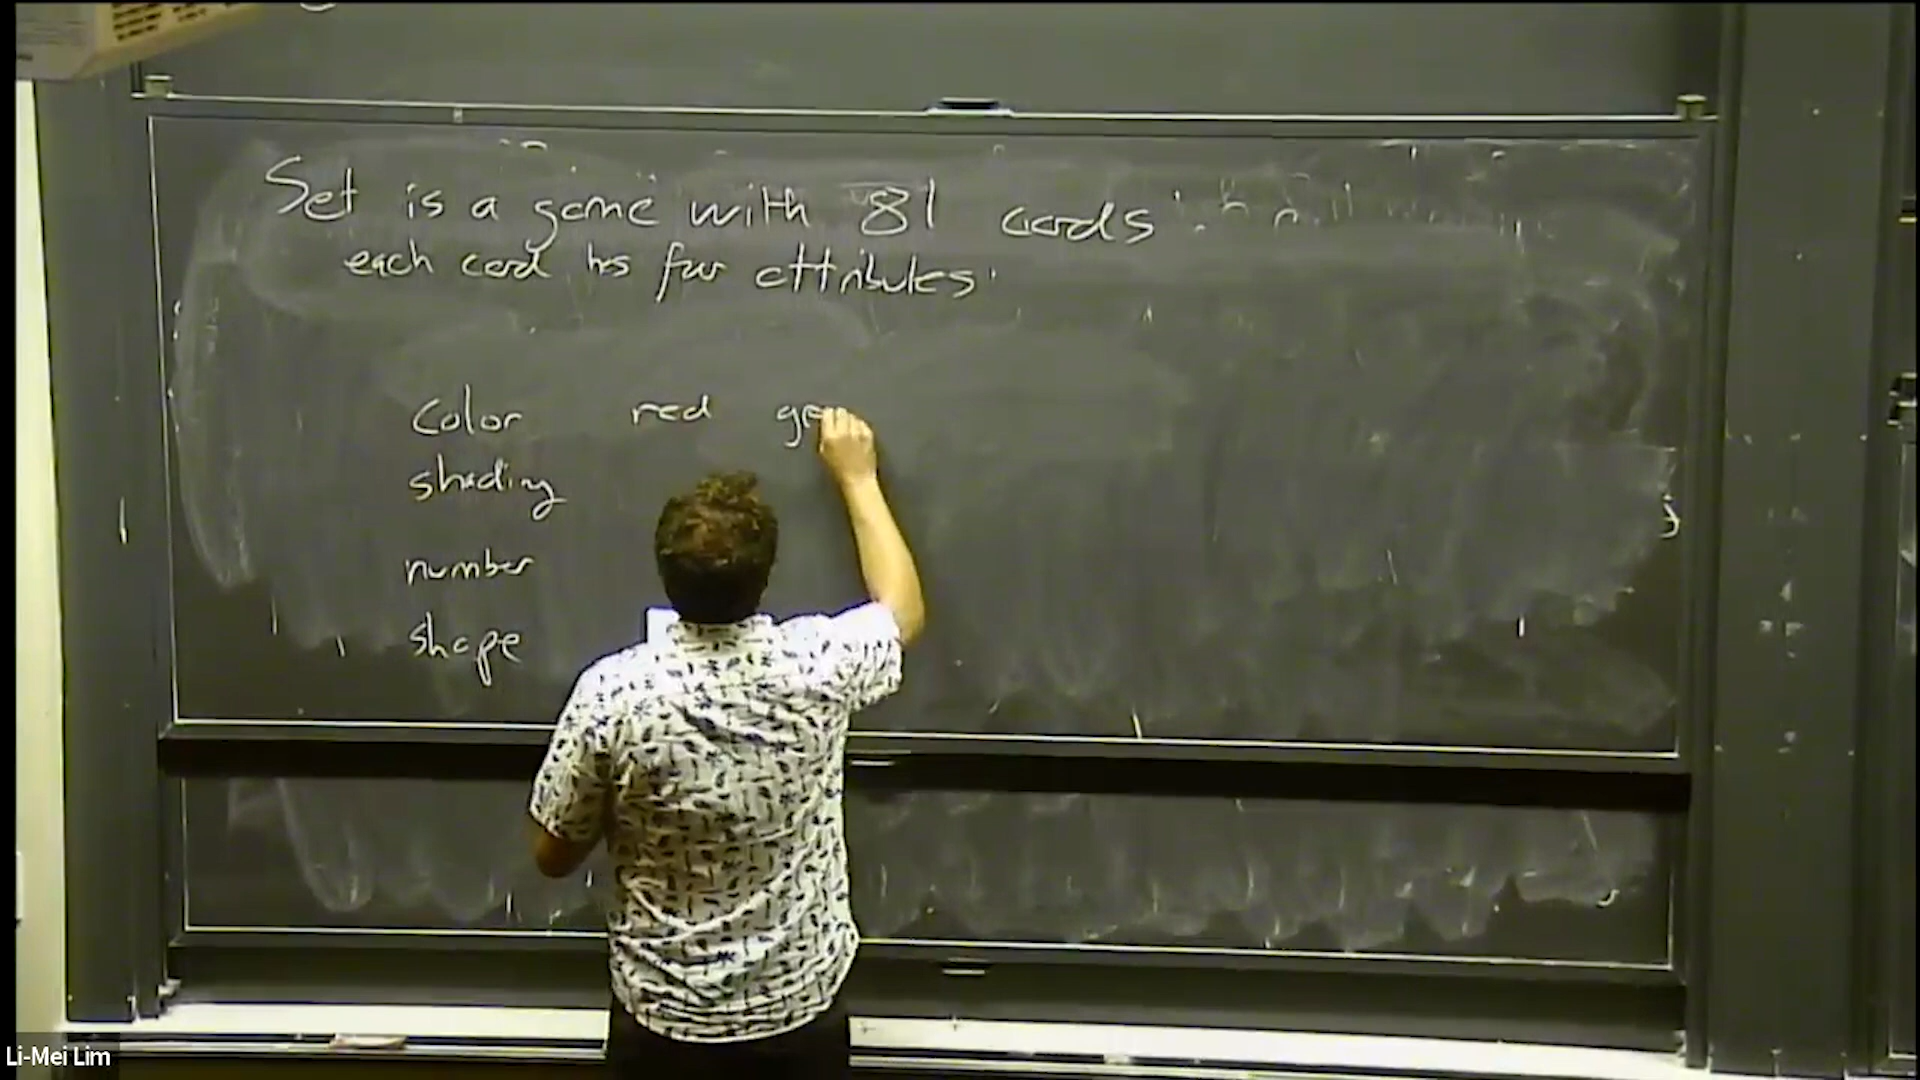 Set is a game with 81 cards:
each card has four attributes:
color red gre
shading
number
shape
Li-Mei Lim